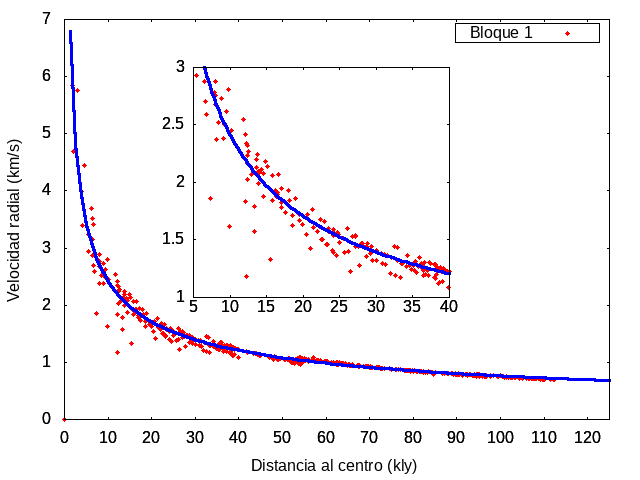 Bloque 1
7
6
5
4
3
2
1
0
Velocidad radial (km/s)
3
2.5
2
1.5
1
5 10 15 20 25 30 35 40
0 10 20 30 40 50 60 70 80 90 100 110 120
Distancia al centro (kly)